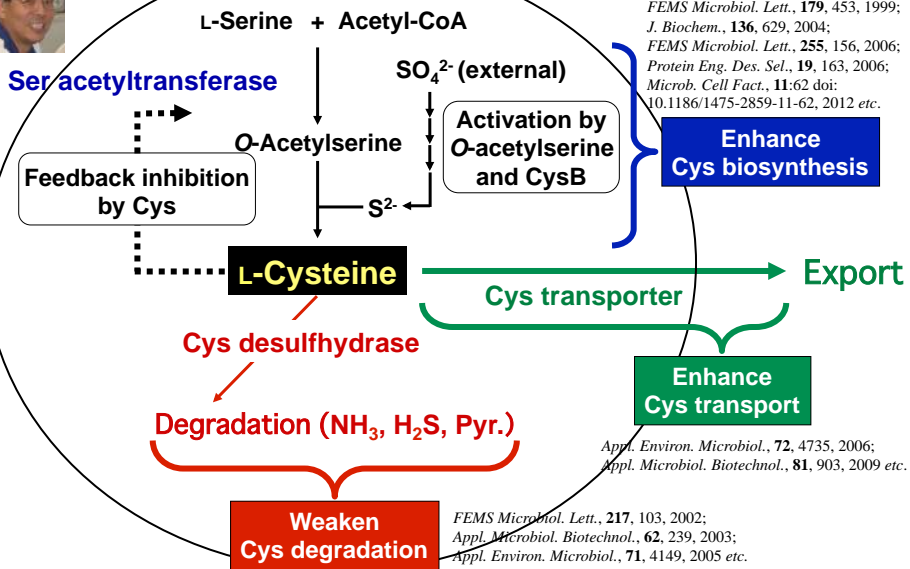 FEMS Microbiol. Lett., 179, 453, 1999;
J. Biochem., 136, 629, 2004;
FEMS Microbiol. Lett., 255, 156, 2006;
Protein Eng. Des. Sel., 19, 163, 2006;
Microb. Cell Fact., 11:62 doi:
10.1186/1475-2859-11-62, 2012 etc.
L-Serine + Acetyl-CoA
Ser acetyltransferase
SO₄²⁻ (external)
O-Acetylserine
Activation by
O-acetylserine
and CysB
Enhance
Cys biosynthesis
Feedback inhibition
by Cys
S²⁻
L-Cysteine
Export
Cys transporter
Cys desulfhydrase
Enhance
Cys transport
Degradation (NH₃, H₂S, Pyr.)
Appl. Environ. Microbiol., 72, 4735, 2006;
Appl. Microbiol. Biotechnol., 81, 903, 2009 etc.
Weaken
Cys degradation
FEMS Microbiol. Lett., 217, 103, 2002;
Appl. Microbiol. Biotechnol., 62, 239, 2003;
Appl. Environ. Microbiol., 71, 4149, 2005 etc.